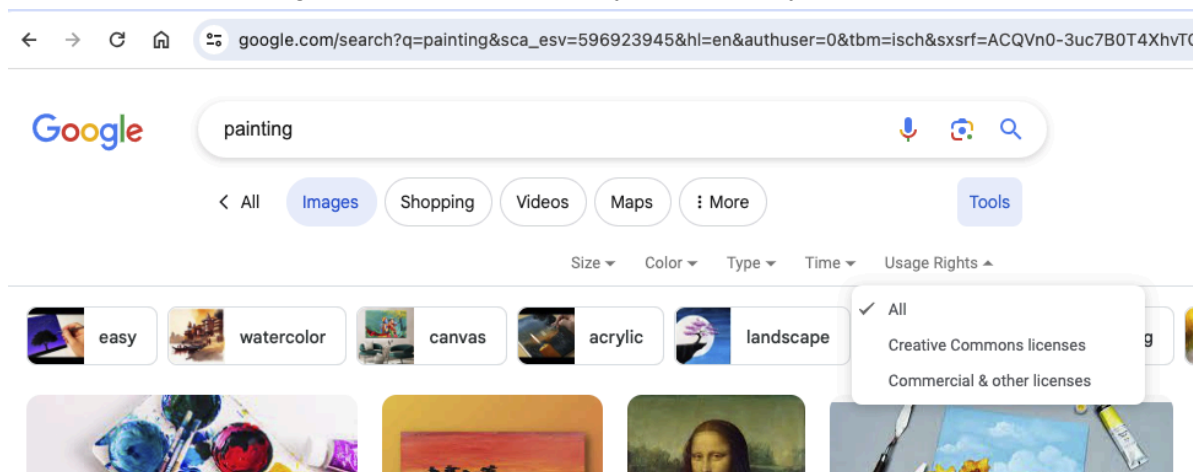 google.com/search?q=painting&sca_esv=596923945&hl=en&authuser=0&tbm=isch&sxsrf=ACQVn0-3uc7B0T4XhvT
Google
painting
All Images Shopping Videos Maps More Tools
Size Color Type Time Usage Rights
All
Creative Commons licenses
Commercial & other licenses
easy watercolor canvas acrylic landscape g